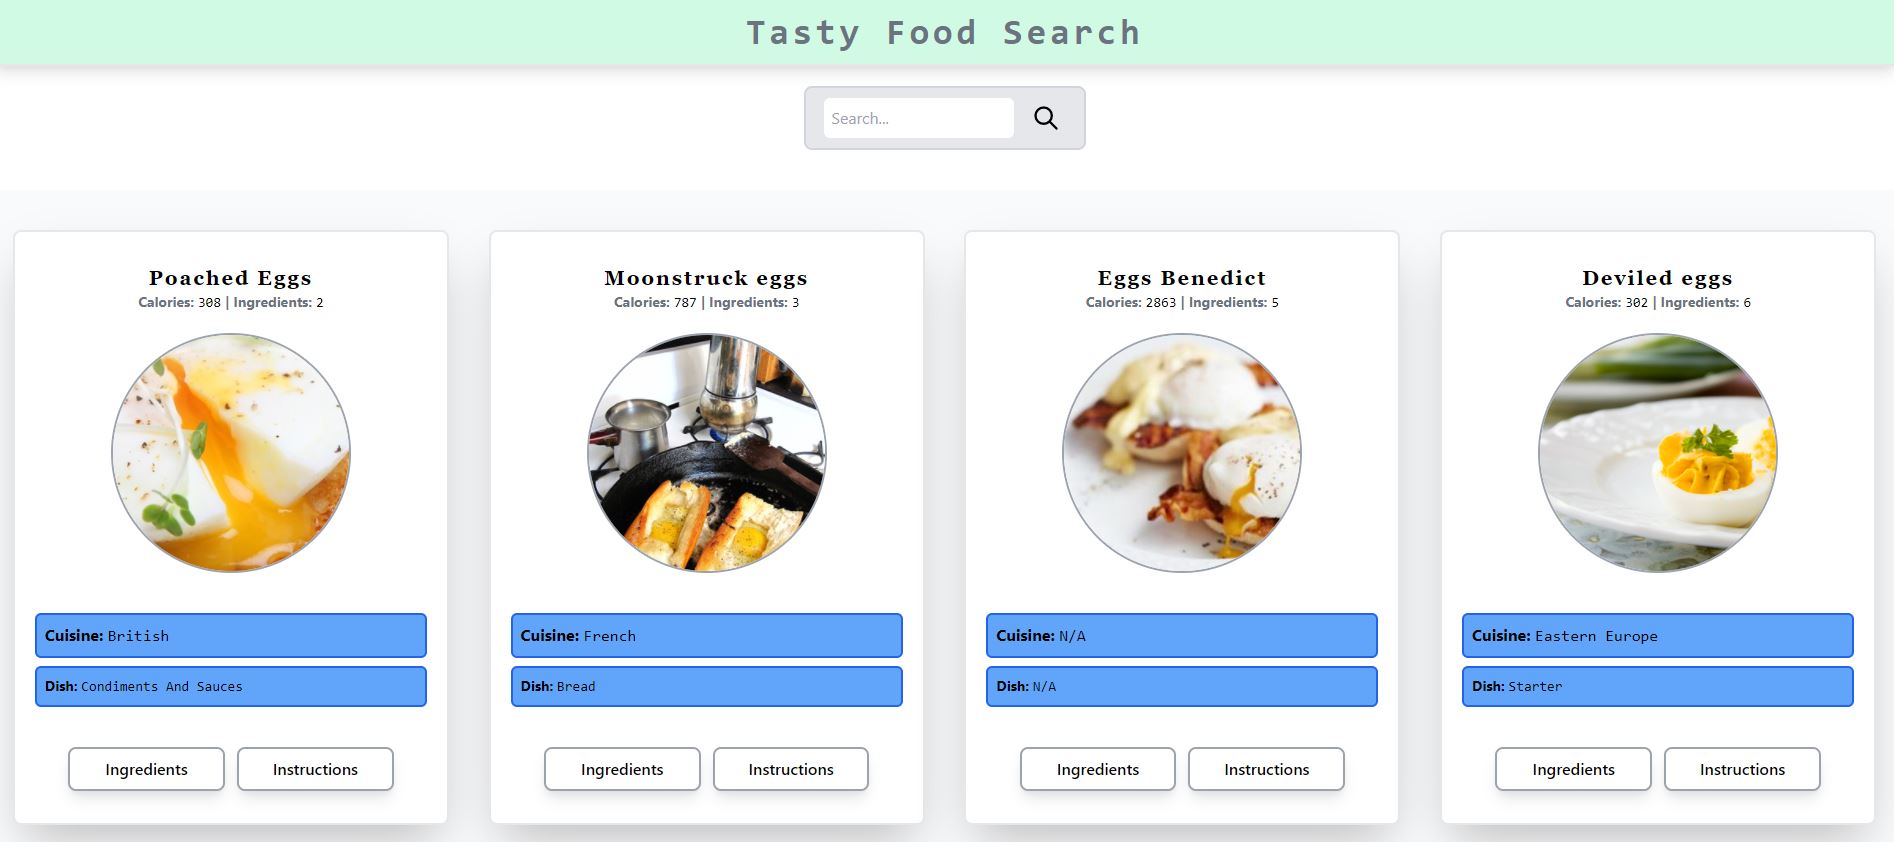 Tasty Food Search
Search...
Poached Eggs
Calories: 308 | Ingredients: 2
Cuisine: British
Dish: Condiments And Sauces
Ingredients
Instructions
Moonstruck eggs
Calories: 787 | Ingredients: 3
Cuisine: French
Dish: Bread
Ingredients
Instructions
Eggs Benedict
Calories: 2863 | Ingredients: 5
Cuisine: N/A
Dish: N/A
Ingredients
Instructions
Deviled eggs
Calories: 302 | Ingredients: 6
Cuisine: Eastern Europe
Dish: Starter
Ingredients
Instructions